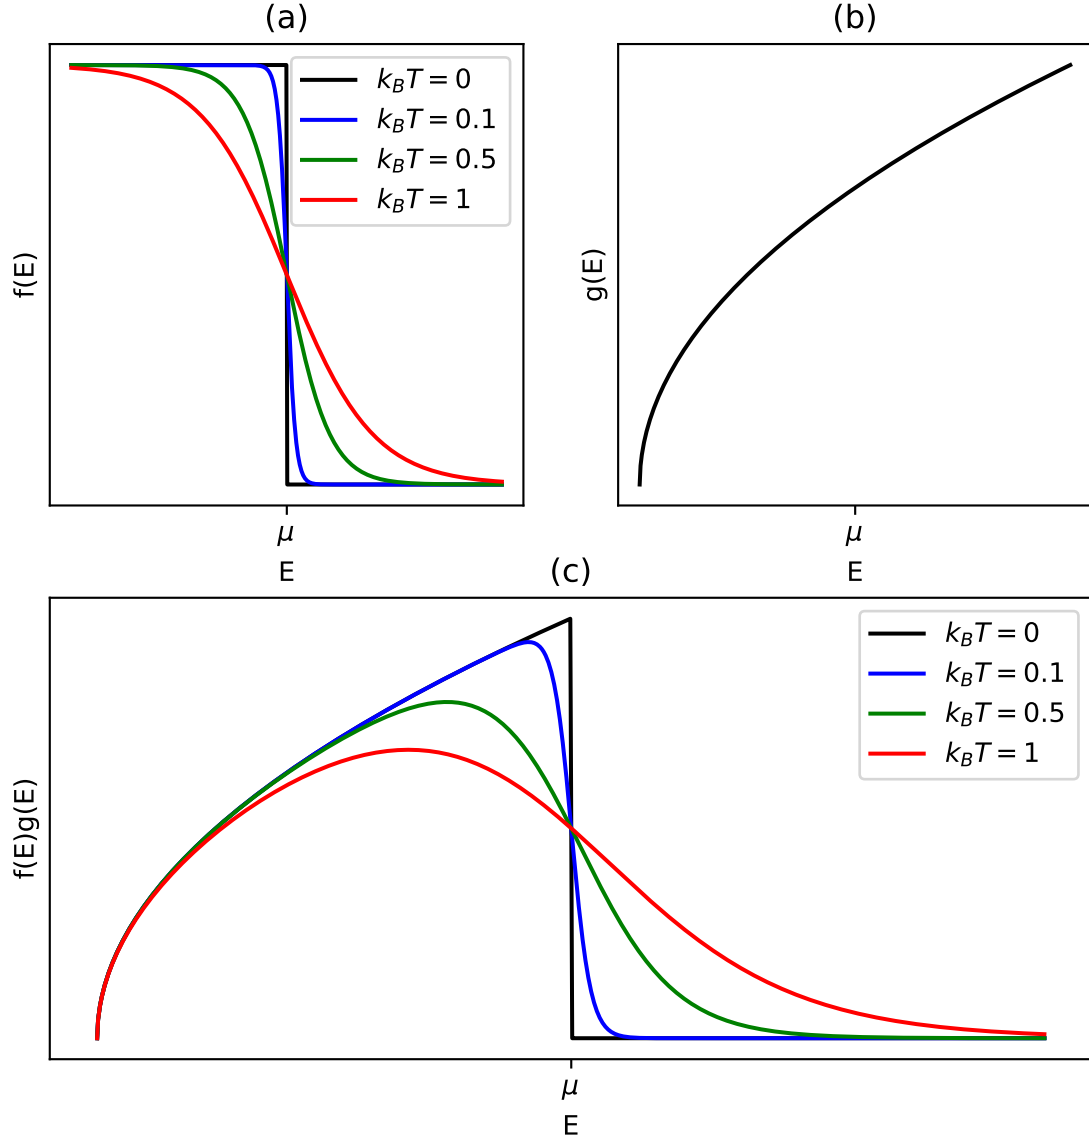 (a)
f(E)
k_BT = 0
k_BT = 0.1
k_BT = 0.5
k_BT = 1
μ
E
(b)
g(E)
μ
E
(c)
f(E)g(E)
k_BT = 0
k_BT = 0.1
k_BT = 0.5
k_BT = 1
μ
E